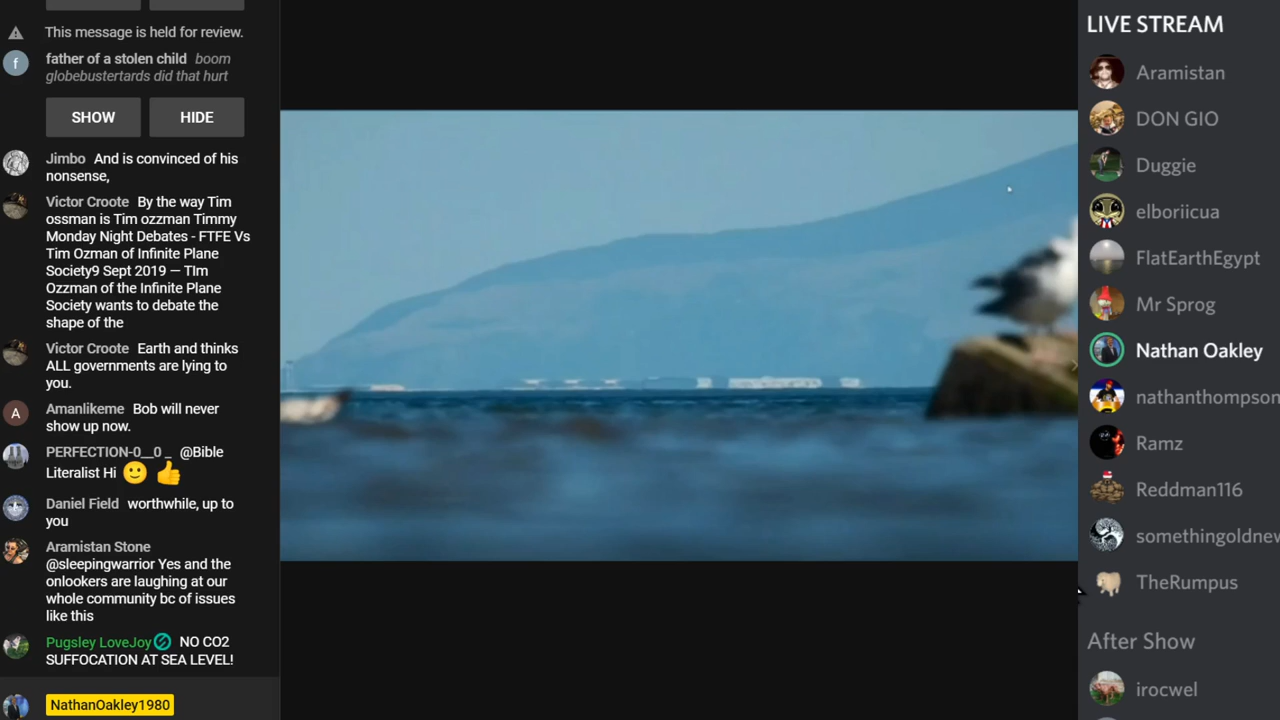 This message is held for review.
father of a stolen child boom
globebustertards did that hurt
SHOW
HIDE
Jimbo And is convinced of his
nonsense,
Victor Croote By the way Tim
ossman is Tim ozzman Timmy
Monday Night Debates - FTFE Vs
Tim Ozman of Infinite Plane
Society9 Sept 2019 — TIm
Ozzman of the Infinite Plane
Society wants to debate the
shape of the
Victor Croote Earth and thinks
ALL governments are lying to
you.
A
Amanlikeme Bob will never
show up now.
PERFECTION-0__0 _ @Bible
Literalist Hi
Daniel Field worthwhile, up to
you
Aramistan Stone
@sleepingwarrior Yes and the
onlookers are laughing at our
whole community bc of issues
like this
Pugsley LoveJoy NO CO2
SUFFOCATION AT SEA LEVEL!
NathanOakley1980
f
LIVE STREAM
Aramistan
DON GIO
Duggie
elboriicua
FlatEarthEgypt
Mr Sprog
Nathan Oakley
nathanthompson
Ramz
Reddman116
somethingoldnew
TheRumpus
After Show
irocwel